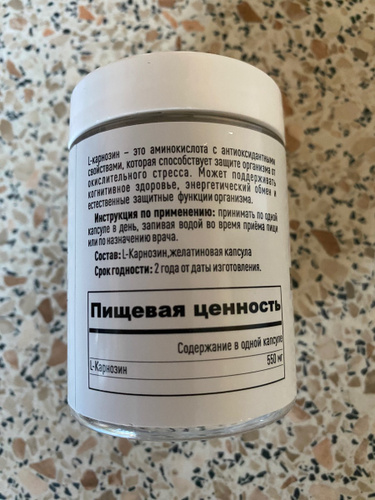 L-карнозин – это аминокислота с антиоксидантными
свойствами, которая способствует защите организма от
окислительного стресса. Может поддерживать
когнитивное здоровье, энергетический обмен и
естественные защитные функции организма.
Инструкция по применению: принимать по одной
капсуле в день, запивая водой во время приёма пищи
или по назначению врача.
Состав: L-Карнозин,желатиновая капсула
Срок годности: 2 года от даты изготовления.
Пищевая ценность
Содержание в одной капсуле
L-Карнозин 550 мг